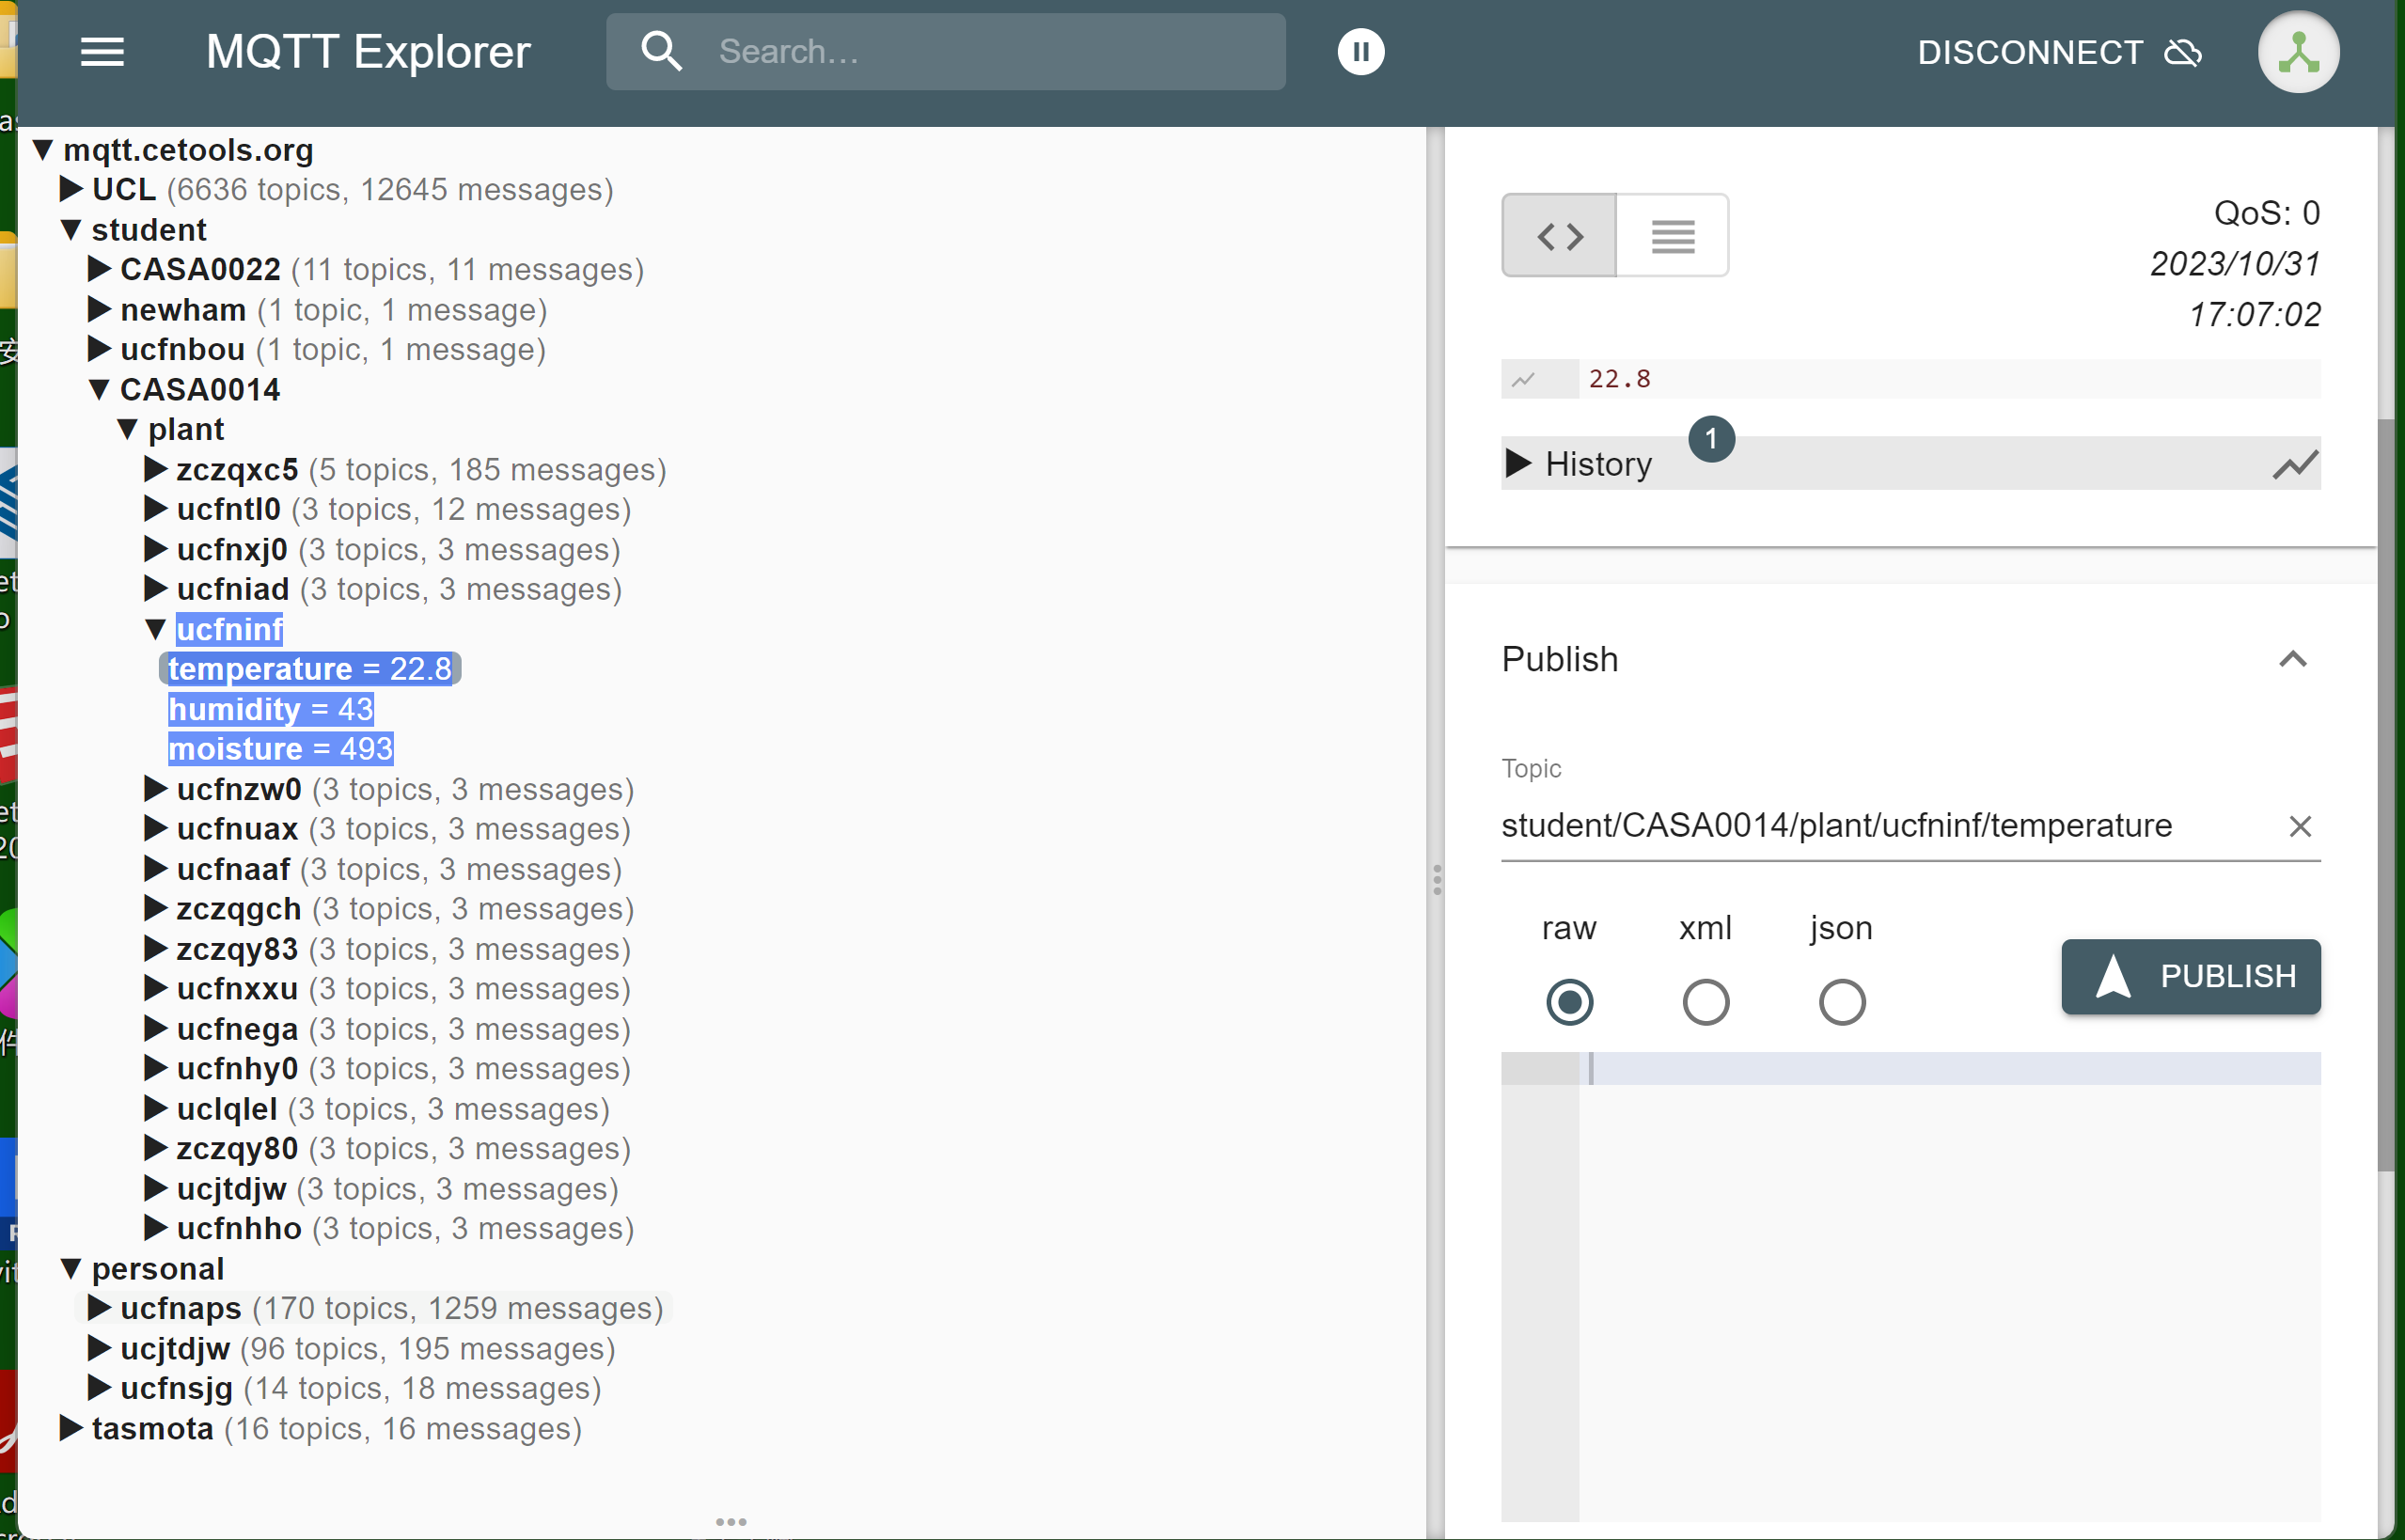 MQTT Explorer
Search...
DISCONNECT
▼ mqtt.cetools.org
▶ UCL (6636 topics, 12645 messages)
▼ student
▶ CASA0022 (11 topics, 11 messages)
▶ newham (1 topic, 1 message)
▶ ucfnbou (1 topic, 1 message)
▼ CASA0014
▼ plant
▶ zczqxc5 (5 topics, 185 messages)
▶ ucfntl0 (3 topics, 12 messages)
▶ ucfnxj0 (3 topics, 3 messages)
▶ ucfniad (3 topics, 3 messages)
▼ ucfninf
temperature = 22.8
humidity = 43
moisture = 493
▶ ucfnzw0 (3 topics, 3 messages)
▶ ucfnuax (3 topics, 3 messages)
▶ ucfnaaf (3 topics, 3 messages)
▶ zczqgch (3 topics, 3 messages)
▶ zczqy83 (3 topics, 3 messages)
▶ ucfnxxu (3 topics, 3 messages)
▶ ucfnega (3 topics, 3 messages)
▶ ucfnhy0 (3 topics, 3 messages)
▶ uclqlel (3 topics, 3 messages)
▶ zczqy80 (3 topics, 3 messages)
▶ ucjtdjw (3 topics, 3 messages)
▶ ucfnhho (3 topics, 3 messages)
▼ personal
▶ ucfnaps (170 topics, 1259 messages)
▶ ucjtdjw (96 topics, 195 messages)
▶ ucfnsjg (14 topics, 18 messages)
▶ tasmota (16 topics, 16 messages)
QoS: 0
2023/10/31
17:07:02
22.8
▶ History 1
Publish
Topic
student/CASA0014/plant/ucfninf/temperature
raw xml json
PUBLISH